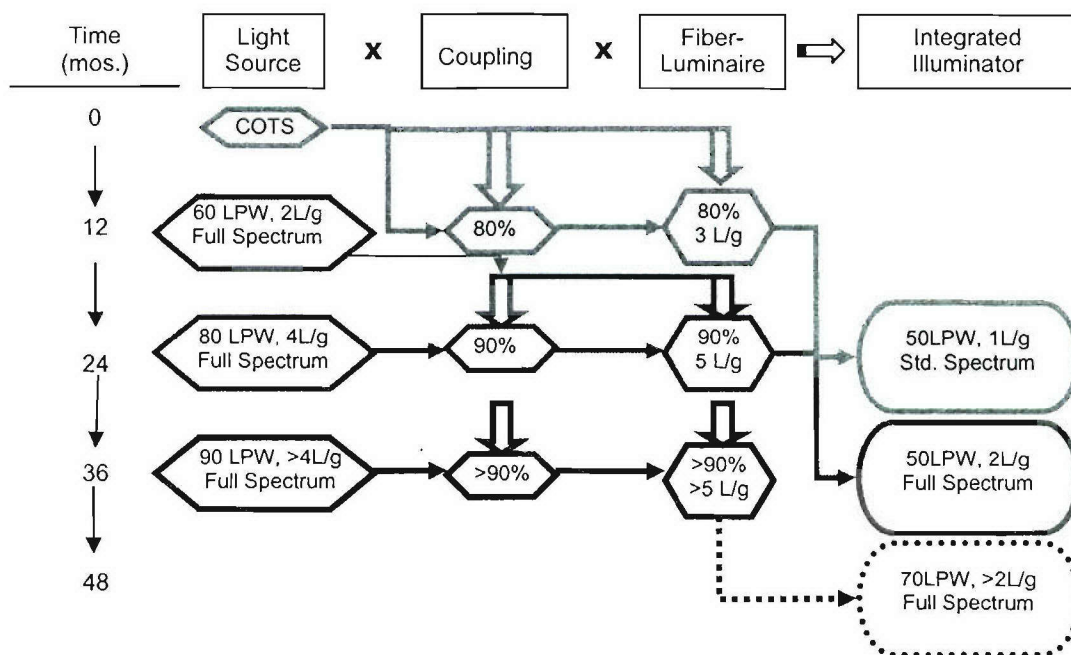 Time
(mos.)
Light
Source
x
Coupling
x
Fiber-
Luminaire
Integrated
Illuminator
0
COTS
12
60 LPW, 2L/g
Full Spectrum
80%
80%
3 L/g
24
80 LPW, 4L/g
Full Spectrum
90%
90%
5 L/g
50LPW, 1L/g
Std. Spectrum
36
90 LPW, >4L/g
Full Spectrum
>90%
>90%
>5 L/g
50LPW, 2L/g
Full Spectrum
48
70LPW, >2L/g
Full Spectrum